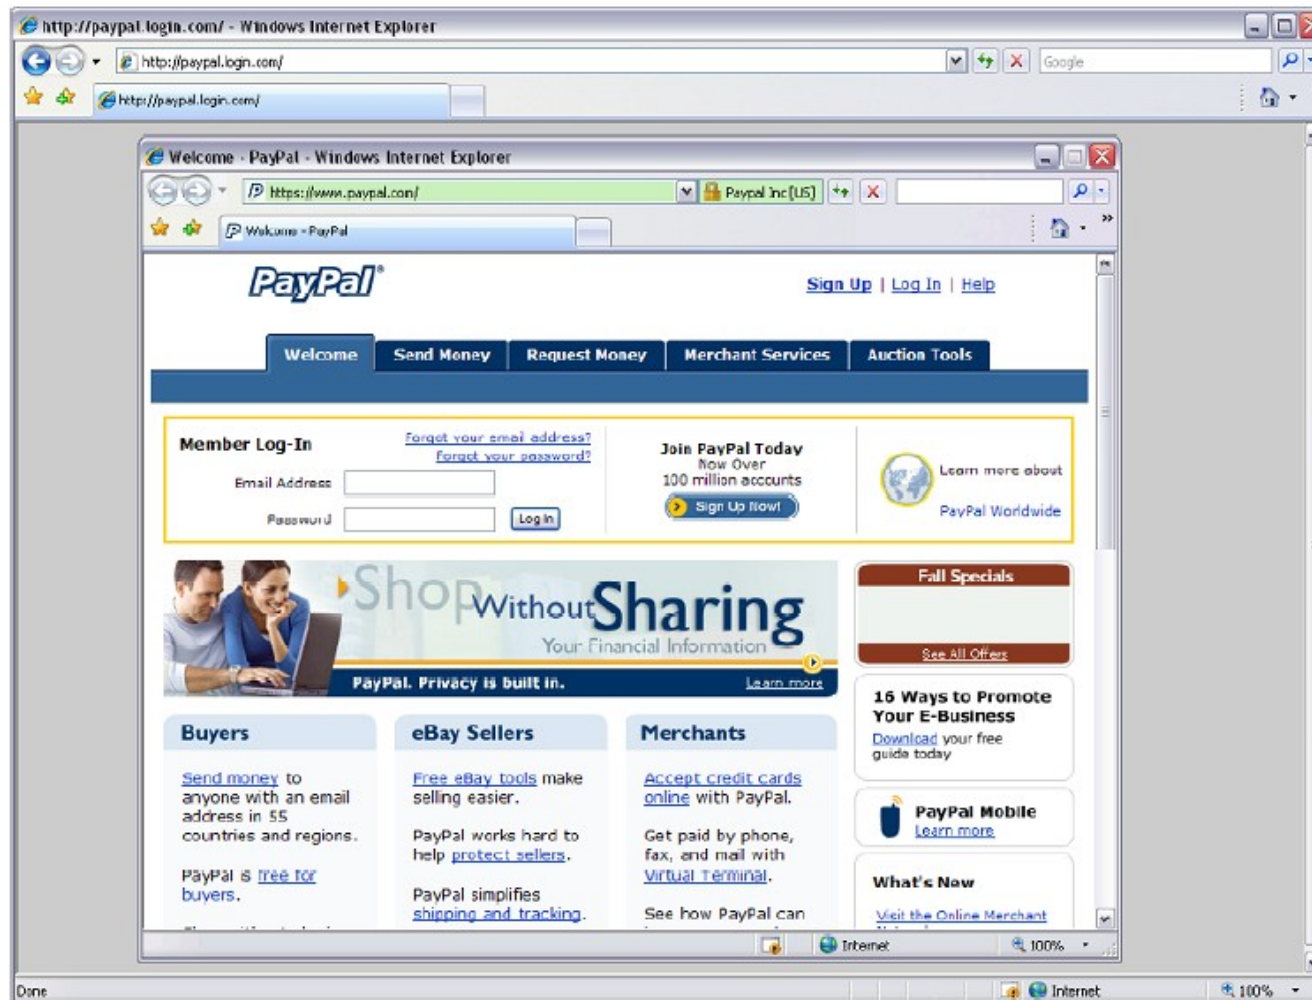 http://paypal.login.com/ - Windows Internet Explorer
http://paypal.login.com/
Google
http://paypal.login.com/
Welcome - PayPal - Windows Internet Explorer
https://www.paypal.com/
Paypal Inc [US]
Welcome - PayPal
PayPal®
Sign Up | Log In | Help
Welcome
Send Money
Request Money
Merchant Services
Auction Tools
Member Log-In
Forgot your email address?
Forgot your password?
Email Address
Password
Log In
Join PayPal Today
Now Over
100 million accounts
Sign Up Now!
Learn more about
PayPal Worldwide
Shop Without Sharing
Your Financial Information
PayPal. Privacy is built in.
Learn more
Fall Specials
See All Offers
16 Ways to Promote
Your E-Business
Download your free
guide today
PayPal Mobile
Learn more
What's New
Visit the Online Merchant
Buyers
Send money to
anyone with an email
address in 55
countries and regions.
PayPal is free for
buyers.
eBay Sellers
Free eBay tools make
selling easier.
PayPal works hard to
help protect sellers.
PayPal simplifies
shipping and tracking.
Merchants
Accept credit cards
online with PayPal.
Get paid by phone,
fax, and mail with
Virtual Terminal.
See how PayPal can
Internet
100%
Done
Internet
100%